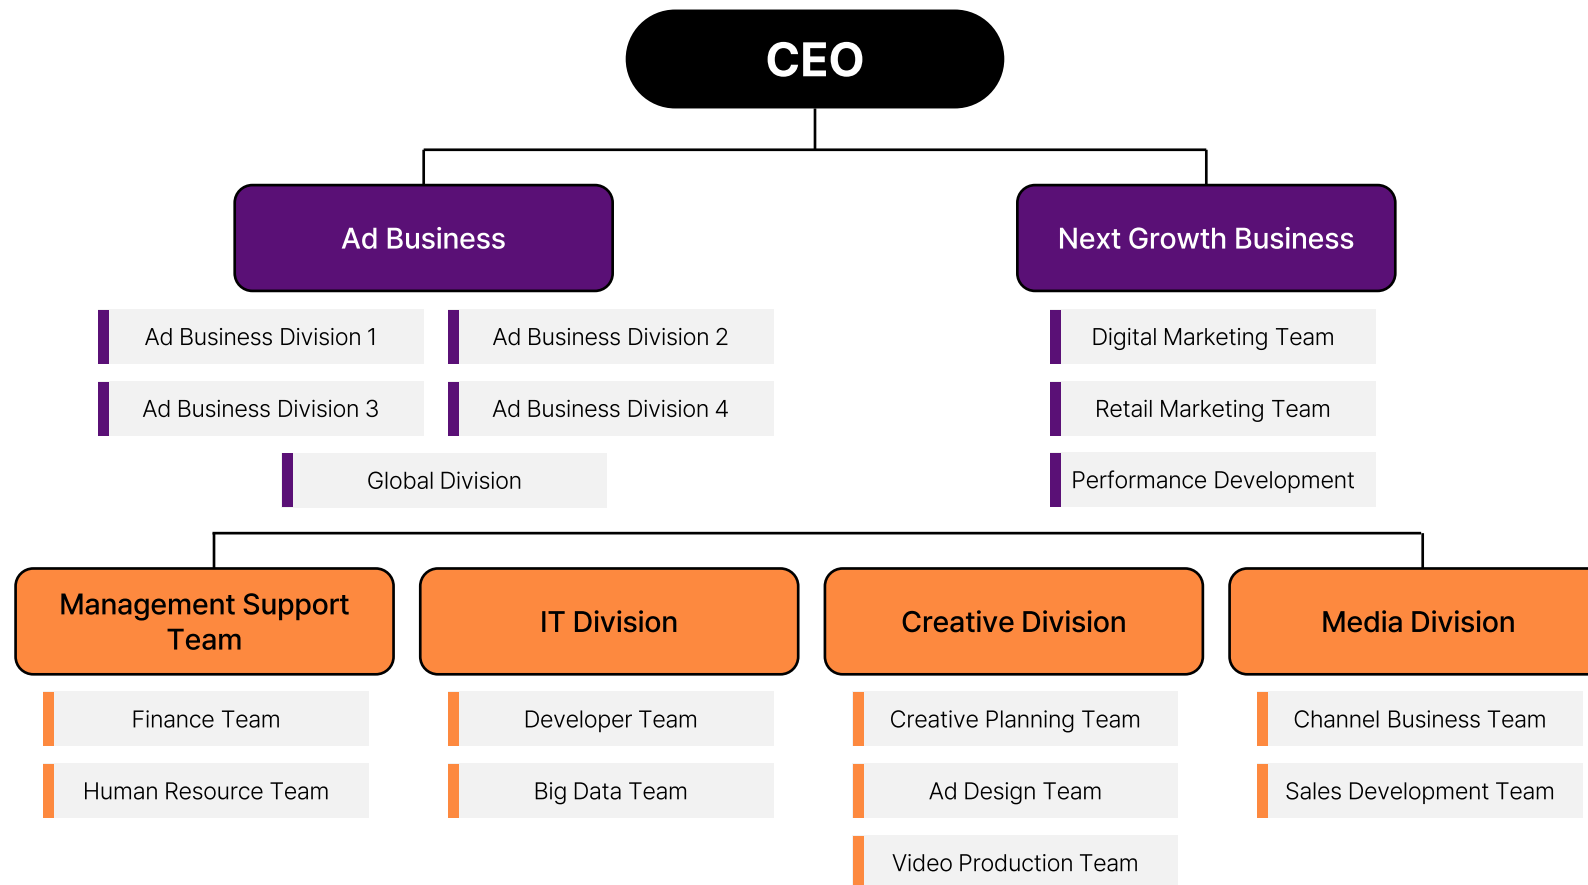 CEO
Ad Business
Next Growth Business
Ad Business Division 1
Ad Business Division 2
Digital Marketing Team
Ad Business Division 3
Ad Business Division 4
Retail Marketing Team
Global Division
Performance Development
Management Support
Team
IT Division
Creative Division
Media Division
Finance Team
Developer Team
Creative Planning Team
Channel Business Team
Human Resource Team
Big Data Team
Ad Design Team
Sales Development Team
Video Production Team